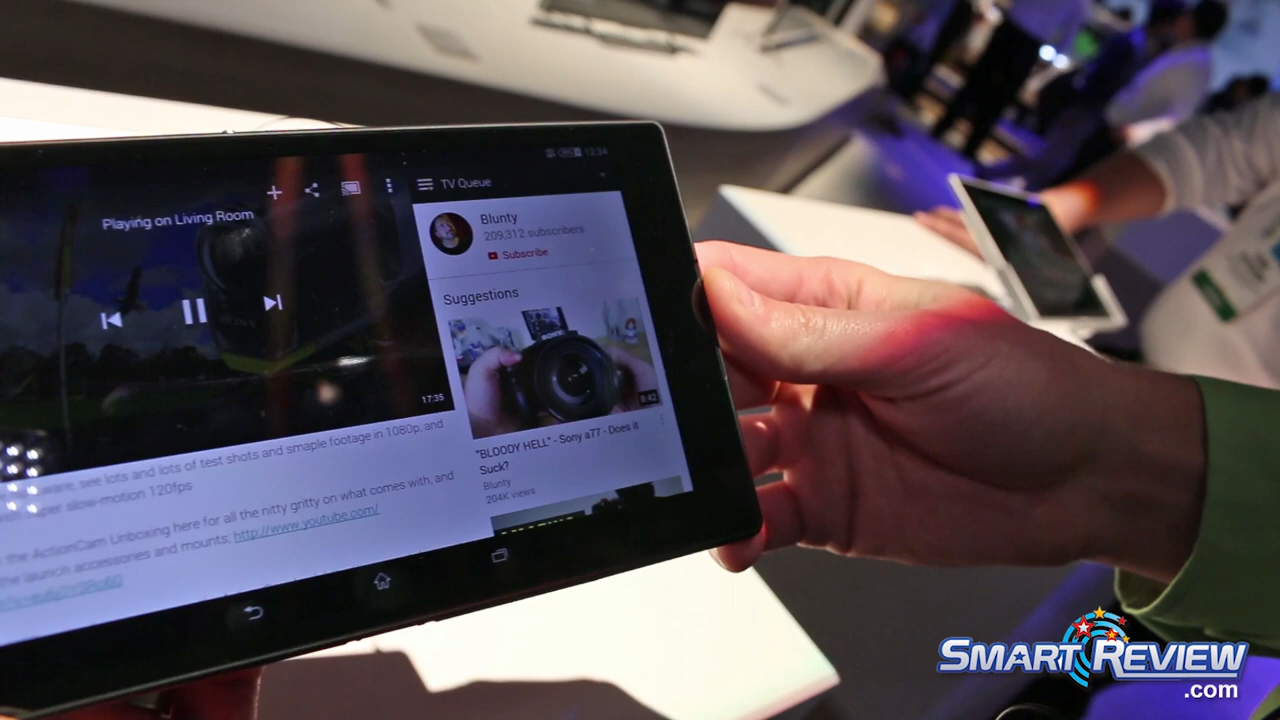 12:34
TV Queue
Playing on Living Room
Blunty
209,312 subscribers
Subscribe
Suggestions
SONY
17:35
8:42
"BLOODY HELL" - Sony a77 - Does it
Suck?
Blunty
204K views
see lots and lots of test shots and smaple footage in 1080p, and
slow-motion 120fps
the ActionCam Unboxing here for all the nitty gritty on what comes with, and
the launch accessories and mounts; http://www.youtube.com/
SMART REVIEW
.com